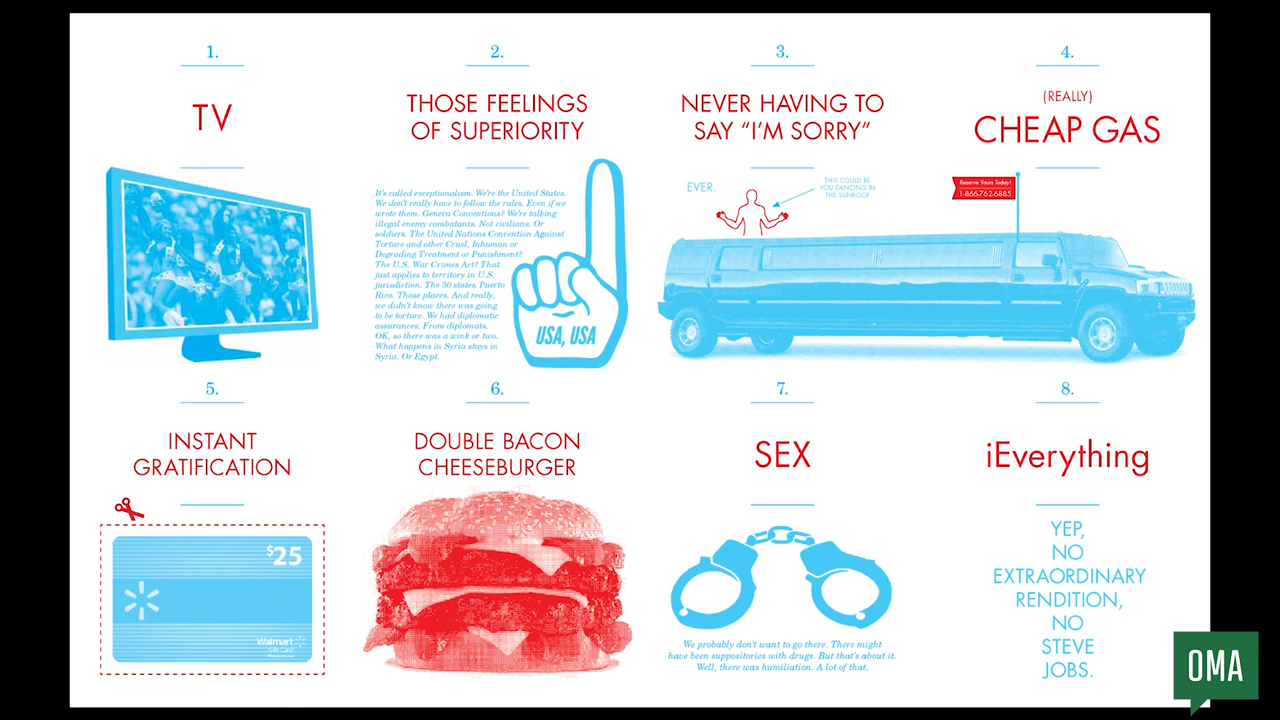 1.
TV
2.
THOSE FEELINGS
OF SUPERIORITY
It's called exceptionalism. We're the United States.
We don't really have to follow the rules. Even if we
wrote them. Geneva Conventions? We're talking
illegal enemy combatants. Not civilians. Or
soldiers. The United Nations Convention Against
Torture and other Cruel, Inhuman or
Degrading Treatment or Punishment?
The U.S. War Crimes Act? That
just applies to territory in U.S.
jurisdiction. The 50 states. Puerto
Rico. Those places. And really,
we didn't know there was going
to be torture. We had diplomatic
assurances. From diplomats.
OK, so there was a wink or two.
What happens in Syria stays in
Syria. Or Egypt.
USA, USA
3.
NEVER HAVING TO
SAY “I’M SORRY”
EVER.
THIS COULD BE
YOU DANCING IN
THE SUNROOF
4.
(REALLY)
CHEAP GAS
Reserve Yours Today!
1-866-762-6885
5.
INSTANT
GRATIFICATION
$25
Walmart
Gift Card
6.
DOUBLE BACON
CHEESEBURGER
7.
SEX
We probably don't want to go there. There might
have been suppositories with drugs. But that's about it.
Well, there was humiliation. A lot of that.
8.
iEverything
YEP,
NO
EXTRAORDINARY
RENDITION,
NO
STEVE
JOBS.
OMA